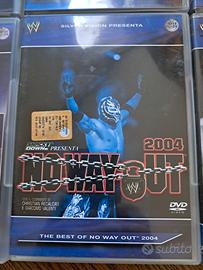 SILVER VISION PRESENTA
SMACKDOWN! PRESENTA
2004
NO WAY OUT
CON IL COMMENTO DI
CHRISTIAN RECALCATI
E GIACOMO VALENTI
DVD
VIDEO
THE BEST OF NO WAY OUT® 2004
Subito